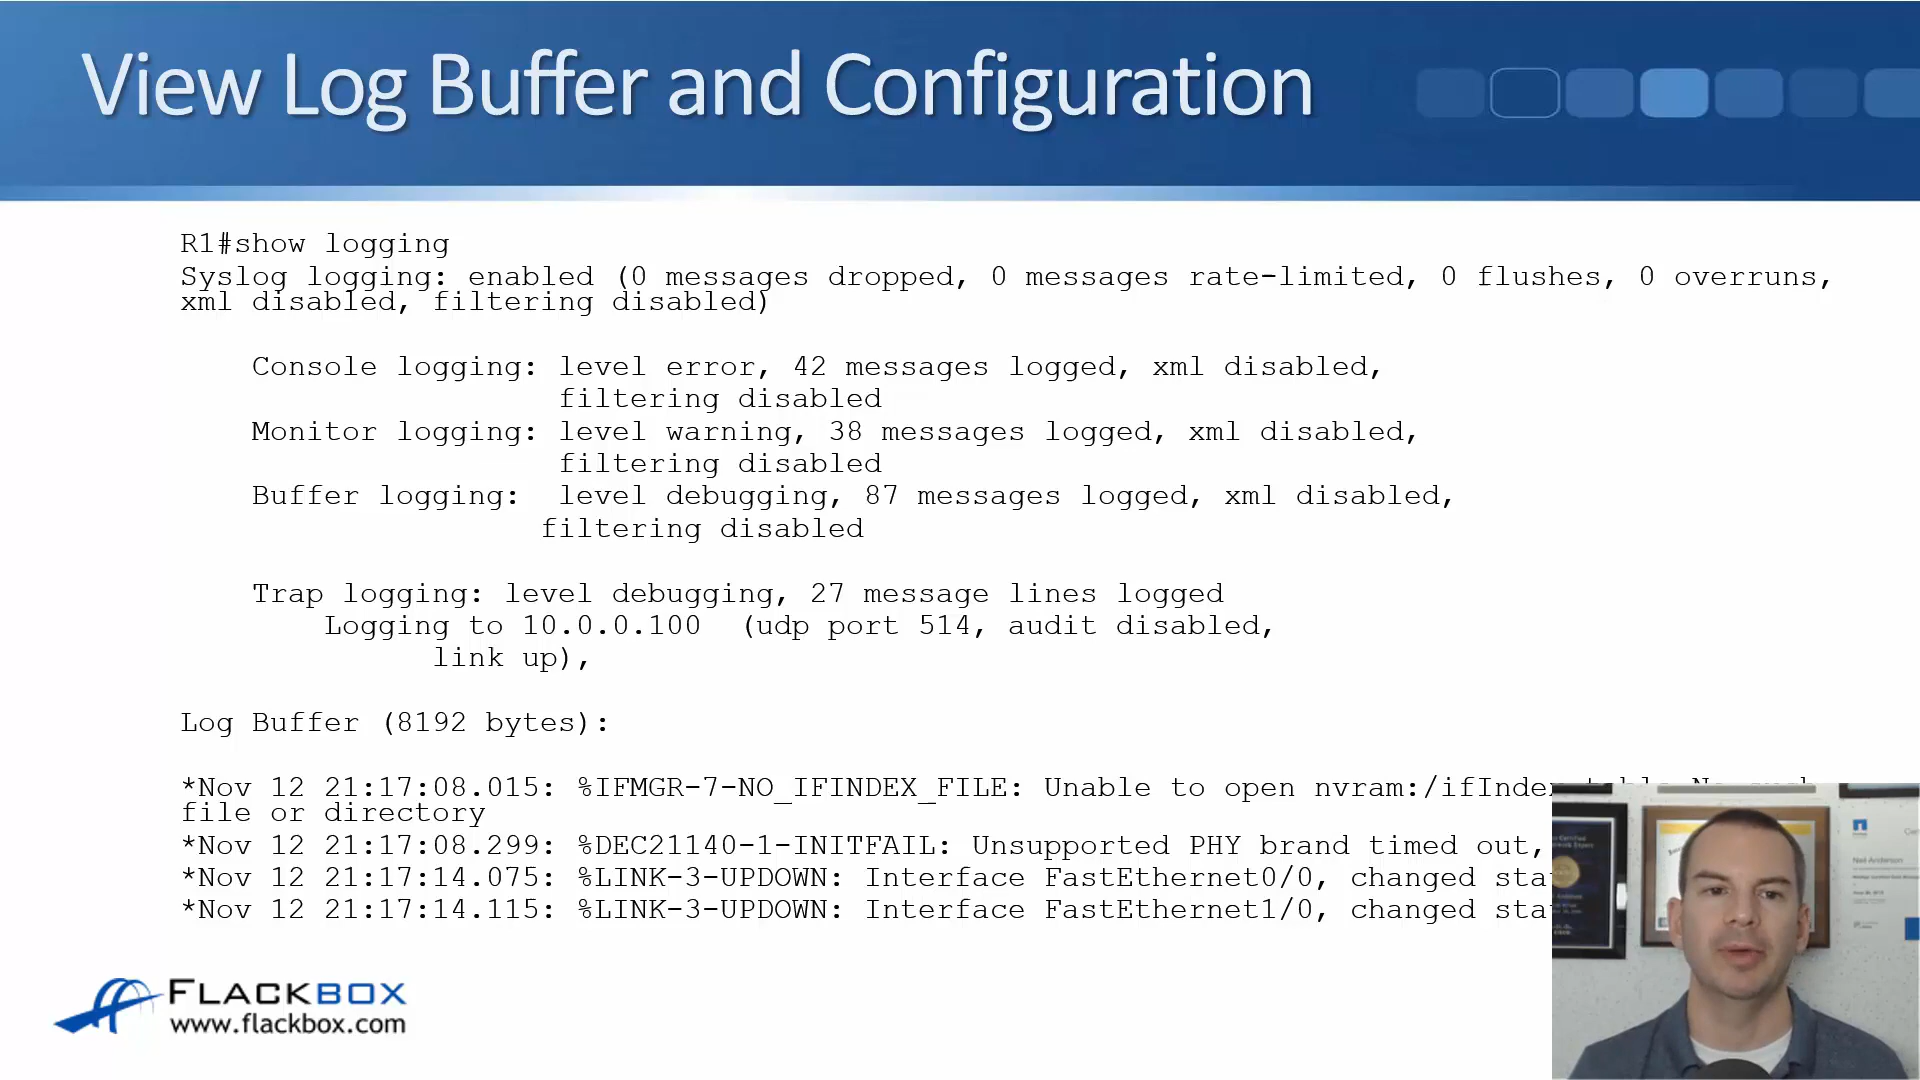 View Log Buffer and Configuration
R1#show logging
Syslog logging: enabled (0 messages dropped, 0 messages rate-limited, 0 flushes, 0 overruns,
xml disabled, filtering disabled)
Console logging: level error, 42 messages logged, xml disabled,
filtering disabled
Monitor logging: level warning, 38 messages logged, xml disabled,
filtering disabled
Buffer logging: level debugging, 87 messages logged, xml disabled,
filtering disabled
Trap logging: level debugging, 27 message lines logged
Logging to 10.0.0.100 (udp port 514, audit disabled,
link up),
Log Buffer (8192 bytes):
*Nov 12 21:17:08.015: %IFMGR-7-NO_IFINDEX_FILE: Unable to open
file or directory
*Nov 12 21:17:08.299: %DEC21140-1-INITFAIL: Unsupported PHY brand timed out,
*Nov 12 21:17:14.075: %LINK-3-UPDOWN: Interface FastEthernet0/0, changed sta
*Nov 12 21:17:14.115: %LINK-3-UPDOWN: Interface FastEthernet1/0, changed sta
FLACKBOX
www.flackbox.com
Neil Anderson